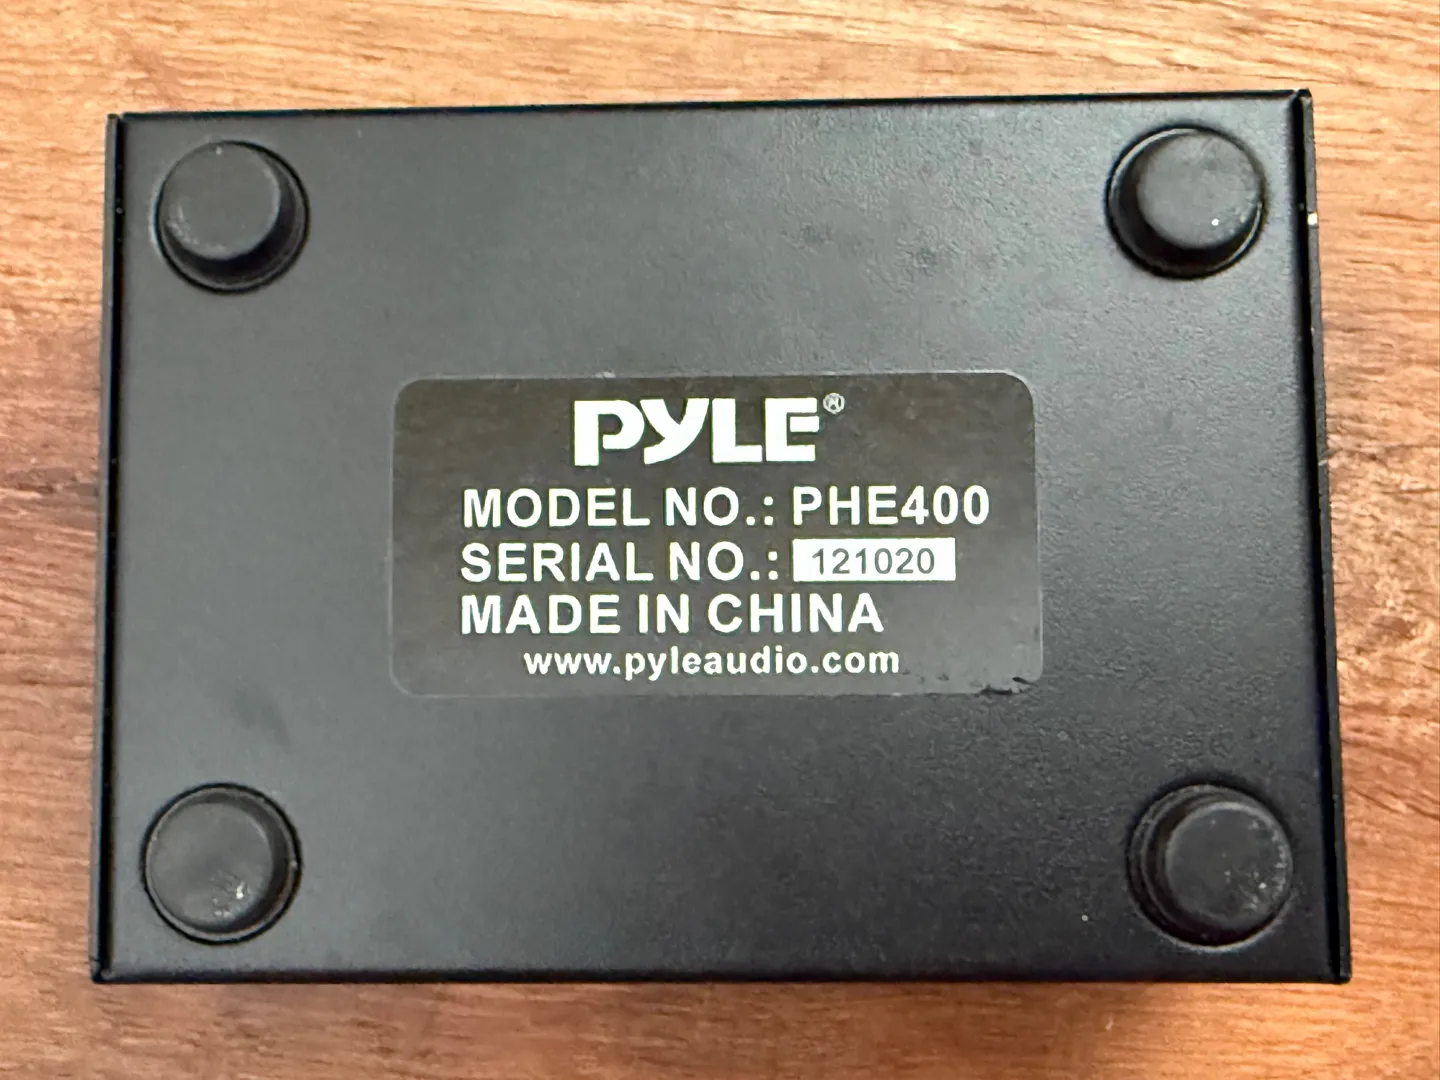 PYLE®
MODEL NO.: PHE400
SERIAL NO.: 121020
MADE IN CHINA
www.pyleaudio.com